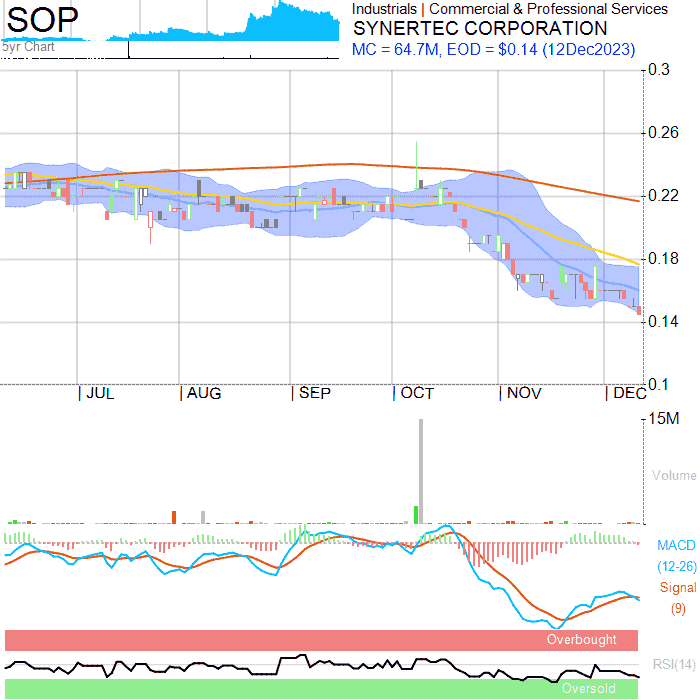 SOP
5yr Chart
Industrials | Commercial & Professional Services
SYNERTEC CORPORATION
MC = 64.7M, EOD = $0.14 (12Dec2023)
0.3
0.26
0.22
0.18
0.14
0.1
JUL
AUG
SEP
OCT
NOV
DEC
15M
Volume
MACD
(12-26)
Signal
(9)
Overbought
RSI(14)
Oversold